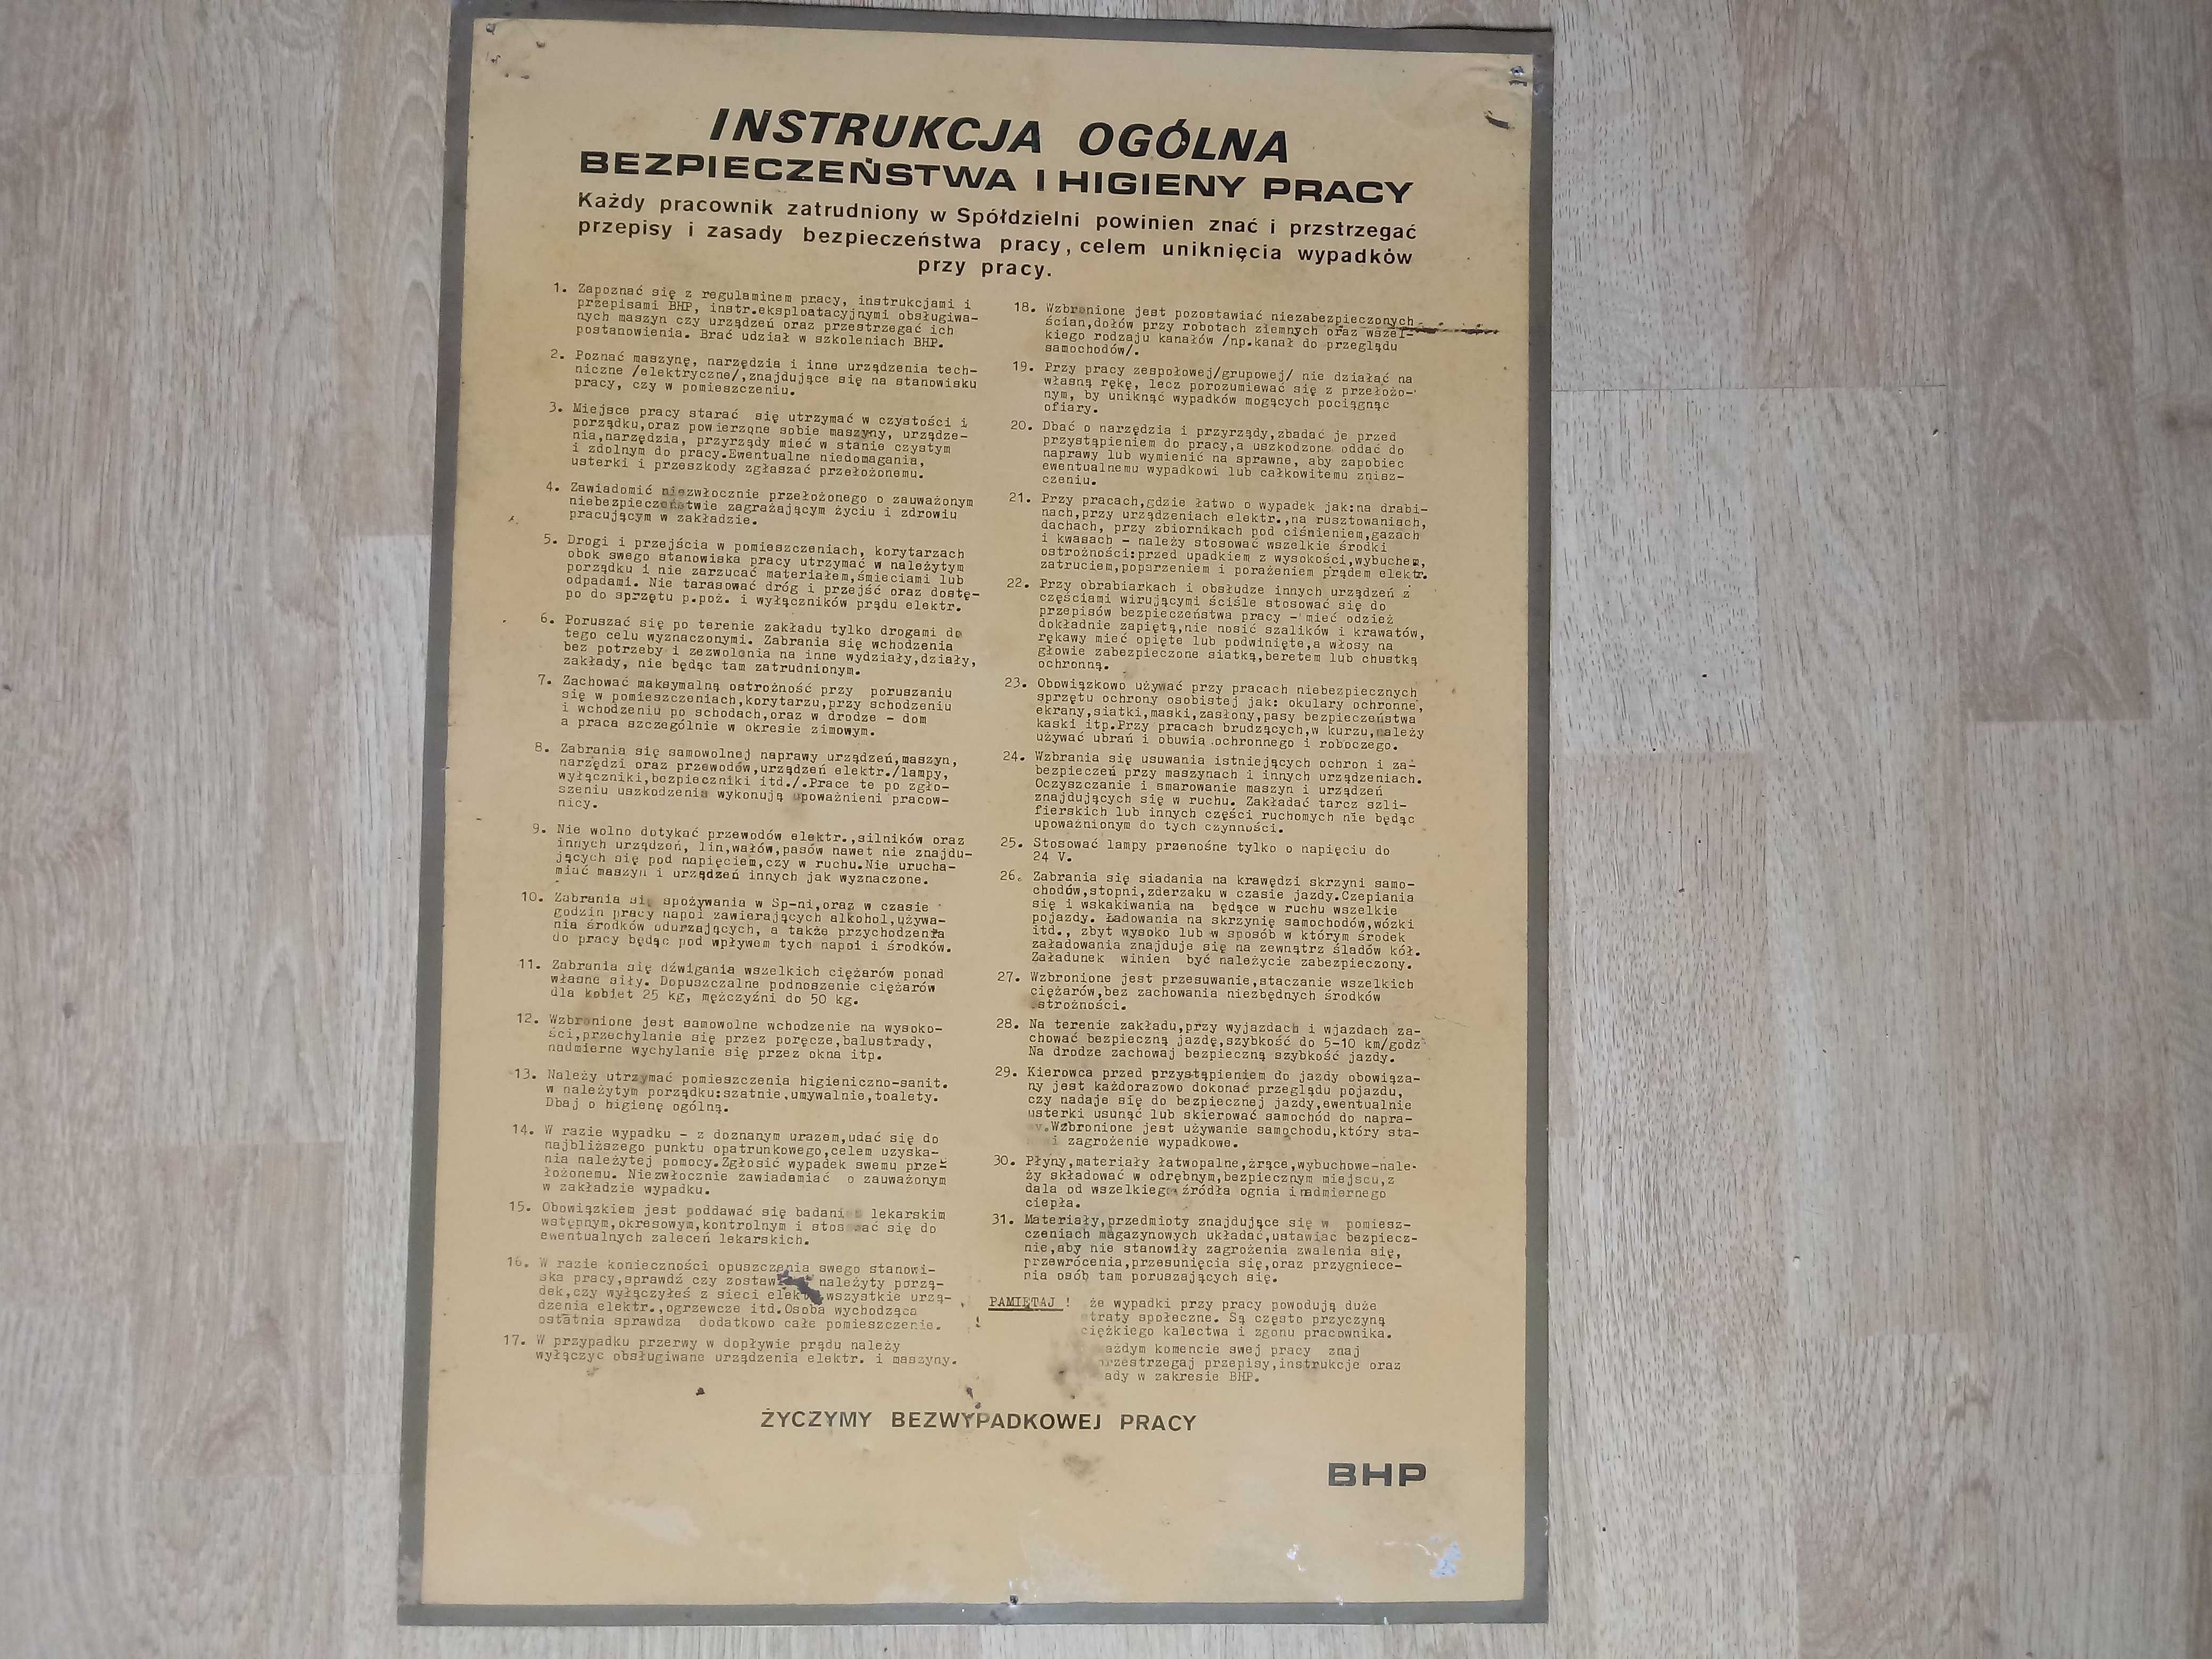 INSTRUKCJA OGÓLNA
BEZPIECZEŃSTWA I HIGIENY PRACY
Każdy pracownik zatrudniony w Spółdzielni powinien znać i przstrzegać
przepisy i zasady bezpieczeństwa pracy, celem uniknięcia wypadków
przy pracy.
1. Zapoznać się z regulaminem pracy, instrukcjami i
przepisami BHP, instr.eksploatacyjnymi obsługiwa-
nych maszyn czy urządzeń oraz przestrzegać ich
postanowienia. Brać udział w szkoleniach BHP.
2. Poznać maszynę, narzędzia i inne urządzenia tech-
niczne /elektryczne/,znajdujące się na stanowisku
pracy, czy w pomieszczeniu.
3. Miejsce pracy starać się utrzymać w czystości i
porządku,oraz powierzone sobie maszyny, urządze-
nia,narzędzia, przyrządy mieć w stanie czystym
i zdolnym do pracy.Ewentualne niedomagania,
usterki i przeszkody zgłaszać przełożonemu.
4. Zawiadomić niezwłocznie przełożonego o zauważonym
niebezpieczeństwie zagrażającym życiu i zdrowiu
pracującym w zakładzie.
5. Drogi i przejścia w pomieszczeniach, korytarzach
obok swego stanowiska pracy utrzymać w należytym
porządku i nie zarzucać materiałem,śmieciami lub
odpadami. Nie tarasować dróg i przejść oraz dostę-
po do sprzętu p.poż. i wyłączników prądu elektr.
6. Poruszać się po terenie zakładu tylko drogami do
tego celu wyznaczonymi. Zabrania się wchodzenia
bez potrzeby i zezwolenia na inne wydziały,działy,
zakłady, nie będąc tam zatrudnionym.
7. Zachować maksymalną ostrożność przy poruszaniu
się w pomieszczeniach,korytarzu,przy schodzeniu
i wchodzeniu po schodach,oraz w drodze - dom
a praca szczególnie w okresie zimowym.
8. Zabrania się samowolnej naprawy urządzeń,maszyn,
narzędzi oraz przewodów,urządzeń elektr./lampy,
wyłączniki,bezpieczniki itd./.Prace te po zgło-
szeniu uszkodzenia wykonują upoważnieni pracow-
nicy.
9. Nie wolno dotykać przewodów elektr.,silników oraz
innych urządzeń, lin,wałów,pasów nawet nie znajdu-
jących się pod napięciem,czy w ruchu.Nie urucha-
miać maszyn i urządzeń innych jak wyznaczone.
10. Zabrania się spożywania w Sp-ni,oraz w czasie
godzin pracy napoi zawierających alkohol,używa-
nia środków odurzających, a także przychodzenia
do pracy będąc pod wpływem tych napoi i środków.
11. Zabrania się dźwigania wszelkich ciężarów ponad
własne siły. Dopuszczalne podnoszenie ciężarów
dla kobiet 25 kg, mężczyźni do 50 kg.
12. Wzbronione jest samowolne wchodzenie na wysoko-
ści,przechylanie się przez poręcze,balustrady,
nadmierne wychylanie się przez okna itp.
13. Należy utrzymać pomieszczenia higieniczno-sanit.
w należytym porządku:szatnie,umywalnie,toalety.
Dbaj o higienę ogólną.
14. W razie wypadku - z doznanym urazem,udać się do
najbliższego punktu opatrunkowego,celem uzyska-
nia należytej pomocy.Zgłosić wypadek swemu prze-
łożonemu. Niezwłocznie zawiadamiać o zauważonym
w zakładzie wypadku.
15. Obowiązkiem jest poddawać się badani lekarskim
wstępnym,okresowym,kontrolnym i stosować się do
ewentualnych zaleceń lekarskich.
16. W razie konieczności opuszczenia swego stanowi-
ska pracy,sprawdź czy zostawi należyty porzą-
dek,czy wyłączyłeś z sieci elekt wszystkie urzą-
dzenia elektr.,ogrzewcze itd.Osoba wychodząca
ostatnia sprawdza dodatkowo całe pomieszczenie.
17. W przypadku przerwy w dopływie prądu należy
wyłączyć obsługiwane urządzenia elektr. i maszyny.
18. Wzbronione jest pozostawiać niezabezpieczonych
ścian,dołów przy robotach ziemnych oraz wszel-
kiego rodzaju kanałów /np.kanał do przeglądu
samochodów/.
19. Przy pracy zespołowej/grupowej/ nie działać na
własną rękę, lecz porozumiewać się z przełożo-
nym, by uniknąć wypadków mogących pociągnąć
ofiary.
20. Dbać o narzędzia i przyrządy,zbadać je przed
przystąpieniem do pracy,a uszkodzone oddać do
naprawy lub wymienić na sprawne, aby zapobiec
ewentualnemu wypadkowi lub całkowitemu znisz-
czeniu.
21. Przy pracach,gdzie łatwo o wypadek jak:na drabi-
nach,przy urządzeniach elektr.,na rusztowaniach,
dachach, przy zbiornikach pod ciśnieniem,gazach
i kwasach - należy stosować wszelkie środki
ostrożności:przed upadkiem z wysokości,wybuchem,
zatruciem,poparzeniem i porażeniem prądem elektr.
22. Przy obrabiarkach i obsłudze innych urządzeń z
częściami wirującymi ściśle stosować się do
przepisów bezpieczeństwa pracy - mieć odzież
dokładnie zapiętą,nie nosić szalików i krawatów,
rękawy mieć opięte lub podwinięte,a włosy na
głowie zabezpieczone siatką,beretem lub chustką
ochronną.
23. Obowiązkowo używać przy pracach niebezpiecznych
sprzętu ochrony osobistej jak: okulary ochronne,
ekrany,siatki,maski,zasłony,pasy bezpieczeństwa
kaski itp.Przy pracach brudzących,w kurzu,należy
używać ubrań i obuwia ochronnego i roboczego.
24. Wzbrania się usuwania istniejących ochron i za-
bezpieczeń przy maszynach i innych urządzeniach.
Oczyszczanie i smarowanie maszyn i urządzeń
znajdujących się w ruchu. Zakładać tarcz szli-
fierskich lub innych części ruchomych nie będąc
upoważnionym do tych czynności.
25. Stosować lampy przenośne tylko o napięciu do
24 V.
26. Zabrania się siadania na krawędzi skrzyni samo-
chodów,stopni,zderzaku w czasie jazdy.Czepiania
się i wskakiwania na będące w ruchu wszelkie
pojazdy. Ładowania na skrzynię samochodów,wózki
itd., zbyt wysoko lub w sposób w którym środek
załadowania znajduje się na zewnątrz śladów kół.
Załadunek winien być należycie zabezpieczony.
27. Wzbronione jest przesuwanie,staczanie wszelkich
ciężarów,bez zachowania niezbędnych środków
strożności.
28. Na terenie zakładu,przy wyjazdach i wjazdach za-
chować bezpieczną jazdę,szybkość do 5-10 km/godz
Na drodze zachowaj bezpieczną szybkość jazdy.
29. Kierowca przed przystąpieniem do jazdy obowiąza-
ny jest każdorazowo dokonać przeglądu pojazdu,
czy nadaje się do bezpiecznej jazdy,ewentualnie
usterki usunąć lub skierować samochód do napra-
y.Wzbronione jest używanie samochodu,który sta-
i zagrożenie wypadkowe.
30. Płyny,materiały łatwopalne,żrące,wybuchowe-nale-
ży składować w odrębnym,bezpiecznym miejscu,z
dala od wszelkiego źródła ognia i nadmiernego
ciepła.
31. Materiały,przedmioty znajdujące się w pomiesz-
czeniach magazynowych układać,ustawiać bezpiecz-
nie,aby nie stanowiły zagrożenia zwalenia się,
przewrócenia,przesunięcia się,oraz przygniece-
nia osób tam poruszających się.
PAMIĘTAJ ! że wypadki przy pracy powodują duże
straty społeczne. Są często przyczyną
ciężkiego kalectwa i zgonu pracownika.
ażdym komencie swej pracy znaj
przestrzegaj przepisy,instrukcje oraz
ady w zakresie BHP.
ŻYCZYMY BEZWYPADKOWEJ PRACY
BHP